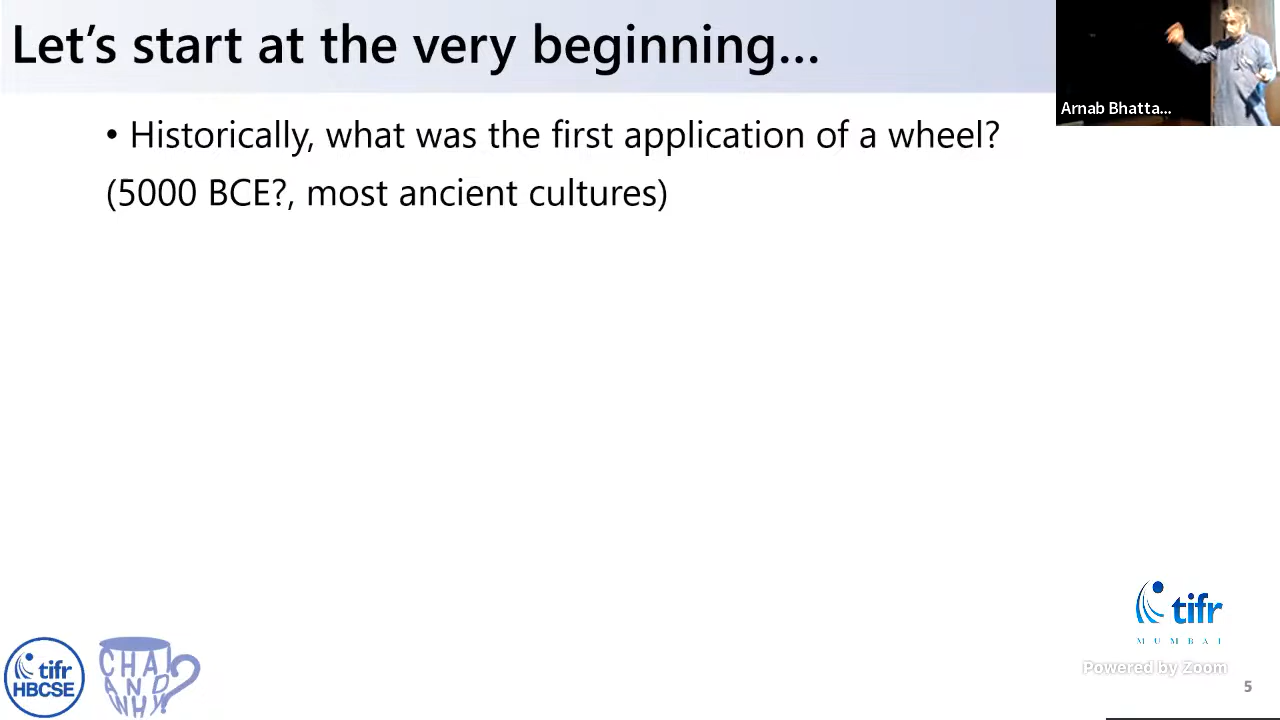 Let's start at the very beginning...
Arnab Bhatta...
• Historically, what was the first application of a wheel?
(5000 BCE?, most ancient cultures)
tifr
MUMBAI
Powered by Zoom
tifr
HBCSE
CHAI
AND
WHY?
5